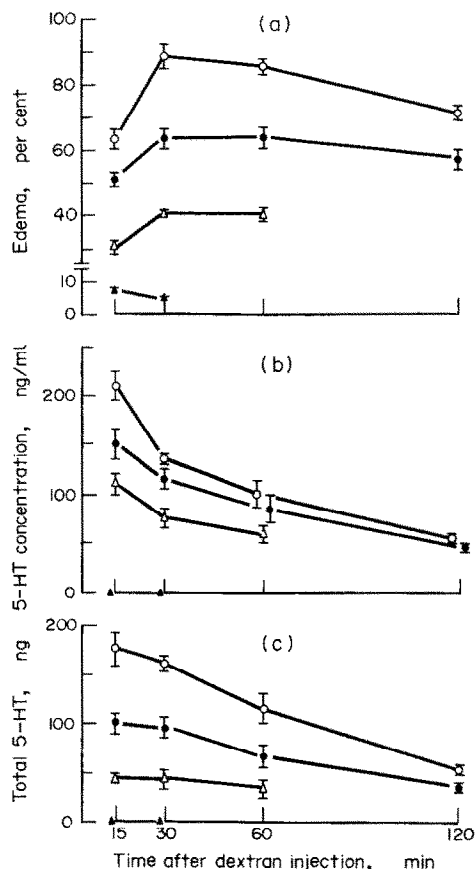 (a)
100
80
60
40
10
0
Edema, per cent
(b)
200
100
0
5-HT concentration, ng/ml
(c)
200
100
0
Total 5-HT, ng
15 30 60 120
Time after dextran injection, min